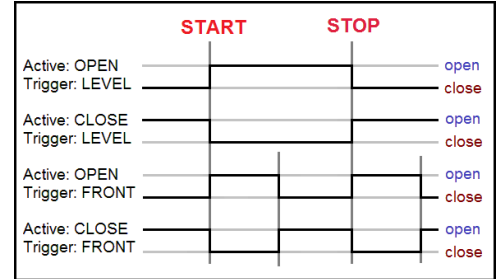 START STOP
Active: OPEN open
Trigger: LEVEL close
Active: CLOSE open
Trigger: LEVEL close
Active: OPEN open
Trigger: FRONT close
Active: CLOSE open
Trigger: FRONT close